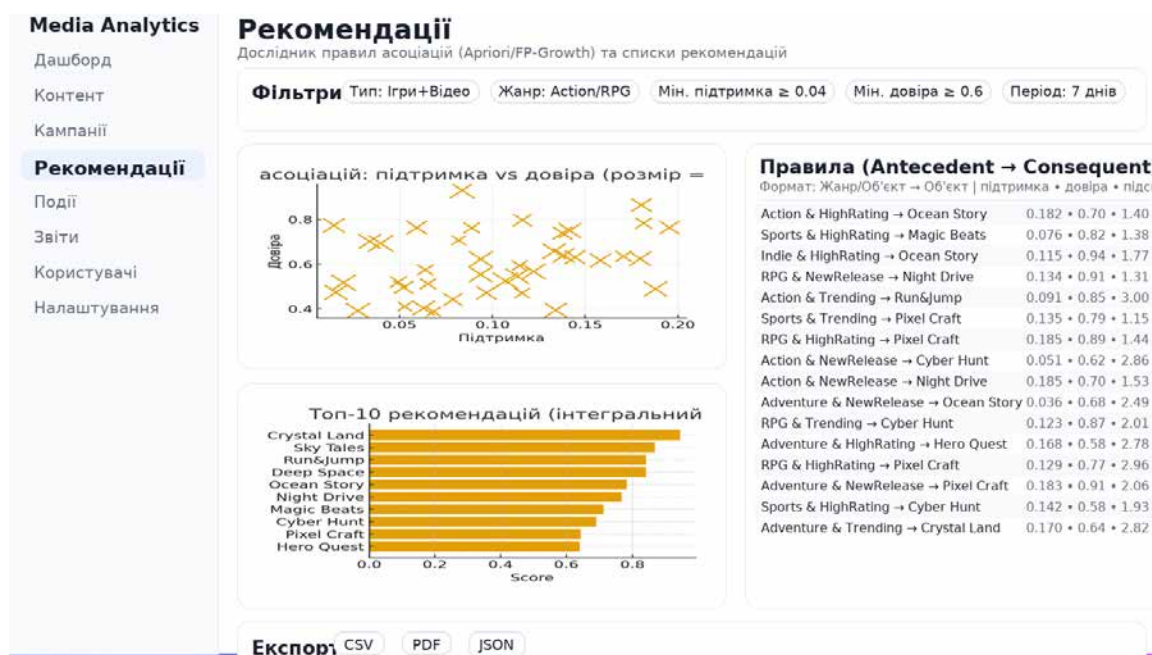 Media Analytics
Дашборд
Контент
Кампанії
Рекомендації
Події
Звіти
Користувачі
Налаштування
Рекомендації
Дослідник правил асоціацій (Apriori/FP-Growth) та списки рекомендацій
Фільтри Тип: Ігри+Відео Жанр: Action/RPG Мін. підтримка ≥ 0.04 Мін. довіра ≥ 0.6 Період: 7 днів
асоціацій: підтримка vs довіра (розмір =
Довіра
0.8
0.6
0.4
0.05 0.10 0.15 0.20
Підтримка
Топ-10 рекомендацій (інтегральний
Crystal Land
Sky Tales
Run&Jump
Deep Space
Ocean Story
Night Drive
Magic Beats
Cyber Hunt
Pixel Craft
Hero Quest
0.0 0.2 0.4 0.6 0.8
Score
Правила (Antecedent → Consequent
Формат: Жанр/Об'єкт → Об'єкт | підтримка • довіра •
Action & HighRating → Ocean Story 0.182 • 0.70 • 1.40
Sports & HighRating → Magic Beats 0.076 • 0.82 • 1.38
Indie & HighRating → Ocean Story 0.115 • 0.94 • 1.77
RPG & NewRelease → Night Drive 0.134 • 0.91 • 1.31
Action & Trending → Run&Jump 0.091 • 0.85 • 3.00
Sports & Trending → Pixel Craft 0.135 • 0.79 • 1.15
RPG & HighRating → Pixel Craft 0.185 • 0.89 • 1.44
Action & NewRelease → Cyber Hunt 0.051 • 0.62 • 2.86
Action & NewRelease → Night Drive 0.185 • 0.70 • 1.53
Adventure & NewRelease → Ocean Story 0.036 • 0.68 • 2.49
RPG & Trending → Cyber Hunt 0.123 • 0.87 • 2.01
Adventure & HighRating → Hero Quest 0.168 • 0.58 • 2.78
RPG & HighRating → Pixel Craft 0.129 • 0.77 • 2.96
Adventure & NewRelease → Pixel Craft 0.183 • 0.91 • 2.06
Sports & HighRating → Cyber Hunt 0.142 • 0.58 • 1.93
Adventure & Trending → Crystal Land 0.170 • 0.64 • 2.82
Експорт CSV PDF JSON